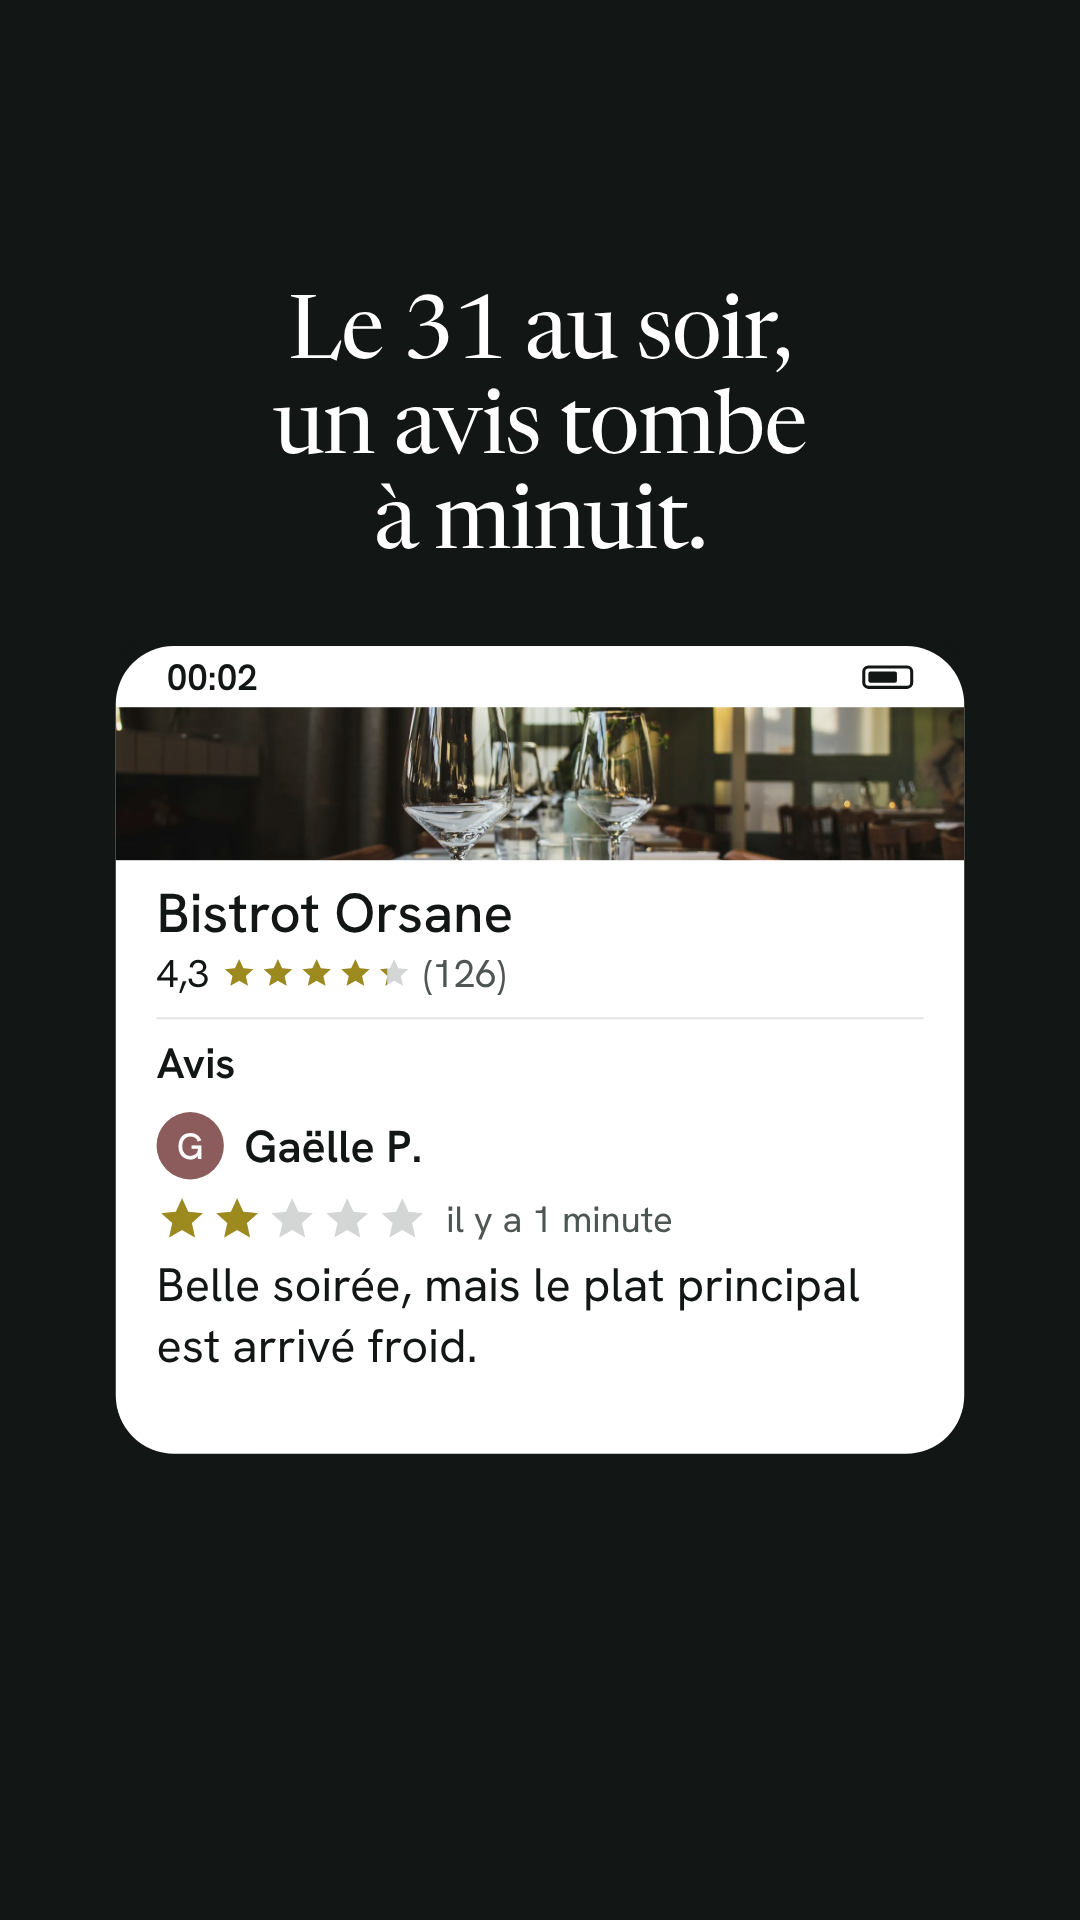 Le 31 au soir,
un avis tombe
à minuit.
00:02
Bistrot Orsane
4,3 (126)
Avis
G Gaëlle P.
il y a 1 minute
Belle soirée, mais le plat principal
est arrivé froid.